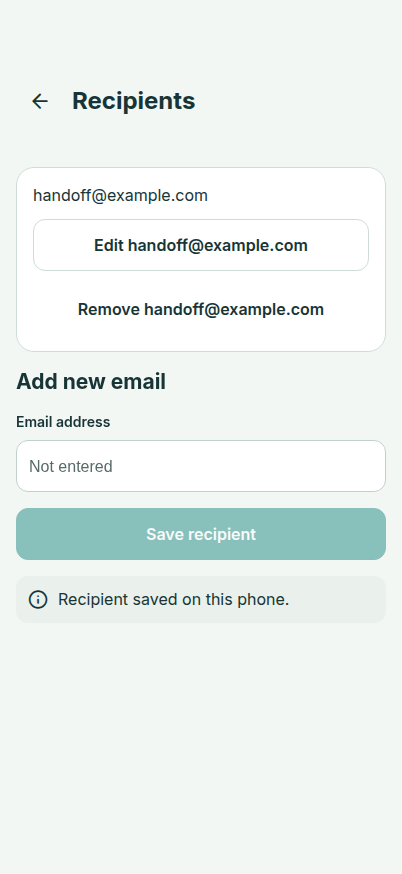 Recipients
handoff@example.com
Edit handoff@example.com
Remove handoff@example.com
Add new email
Email address
Not entered
Save recipient
Recipient saved on this phone.